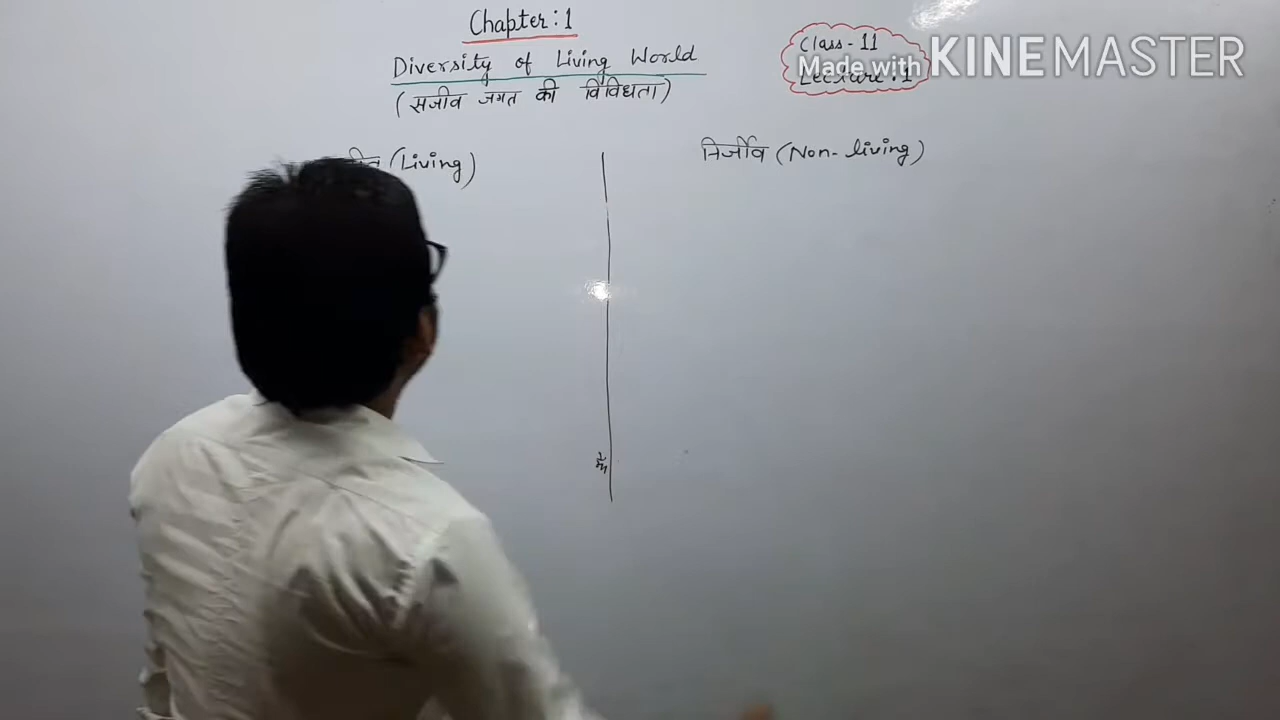 Chapter : 1
Diversity of Living World
(सजीव जगत की विविधता)
Class - 11
Lecture : 1
Made with KINEMASTER
(Living)
निर्जीव (Non-living)